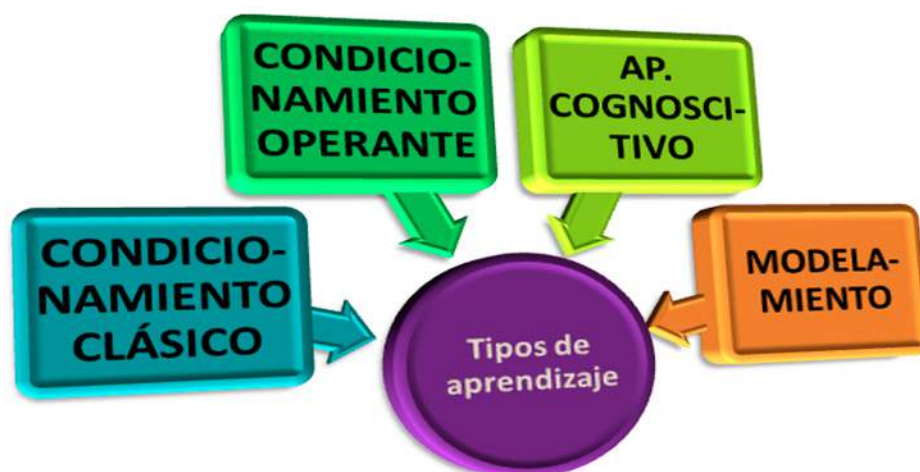 CONDICIO-
NAMIENTO
OPERANTE
AP.
COGNOSCI-
TIVO
CONDICIO-
NAMIENTO
CLÁSICO
MODELA-
MIENTO
Tipos de
aprendizaje